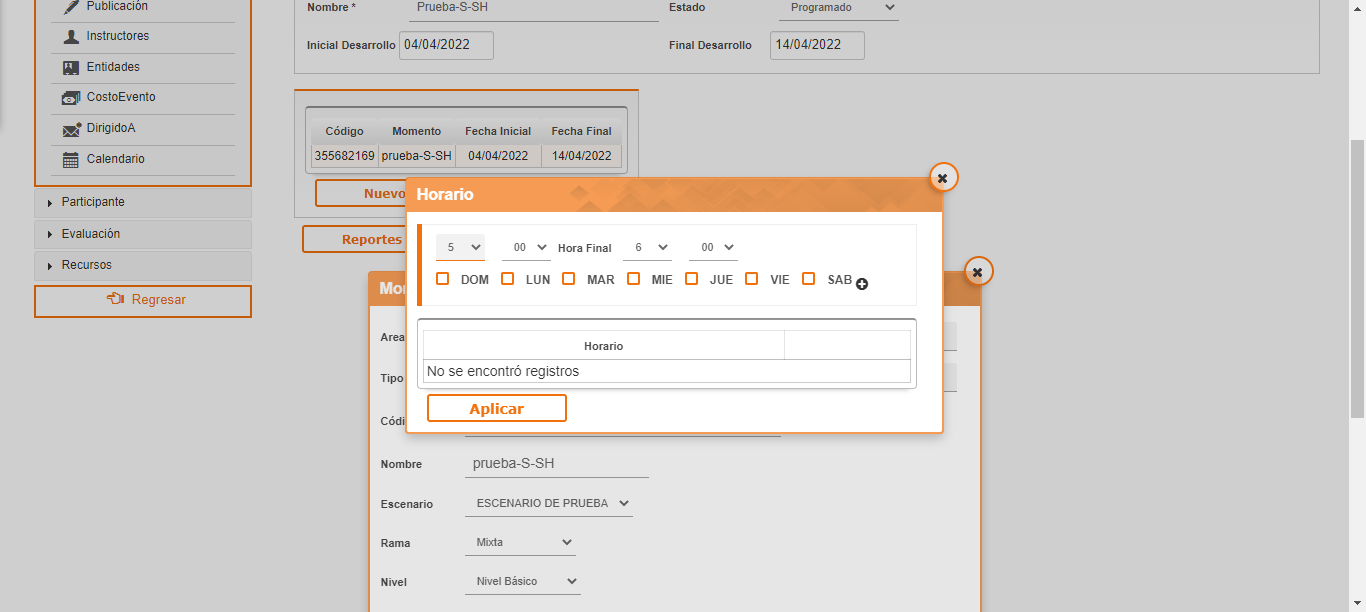 Publicación
Instructores
Entidades
CostoEvento
DirigidoA
Calendario
Participante
Evaluación
Recursos
Regresar
Nombre * Prueba-S-SH Estado Programado
Inicial Desarrollo 04/04/2022 Final Desarrollo 14/04/2022
Código Momento Fecha Inicial Fecha Final
355682169 prueba-S-SH 04/04/2022 14/04/2022
Nuevo
Reportes
Horario
5 00 Hora Final 6 00
DOM LUN MAR MIE JUE VIE SAB
Horario
No se encontró registros
Aplicar
Mo
Area
Tipo
Códi
Nombre prueba-S-SH
Escenario ESCENARIO DE PRUEBA
Rama Mixta
Nivel Nivel Básico